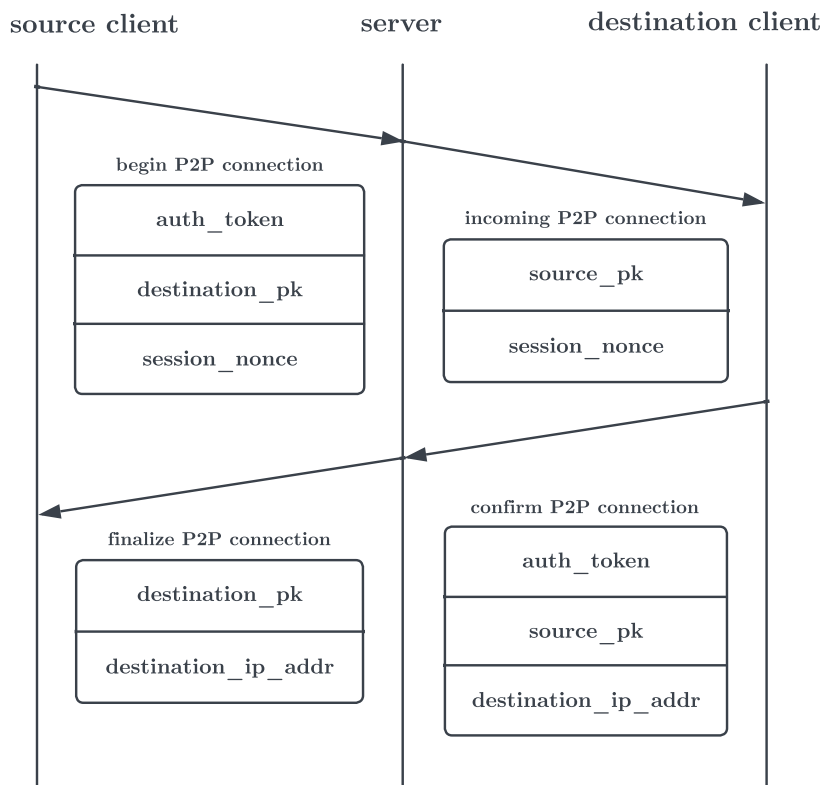 source client
server
destination client
begin P2P connection
auth_token
destination_pk
session_nonce
incoming P2P connection
source_pk
session_nonce
confirm P2P connection
auth_token
source_pk
destination_ip_addr
finalize P2P connection
destination_pk
destination_ip_addr